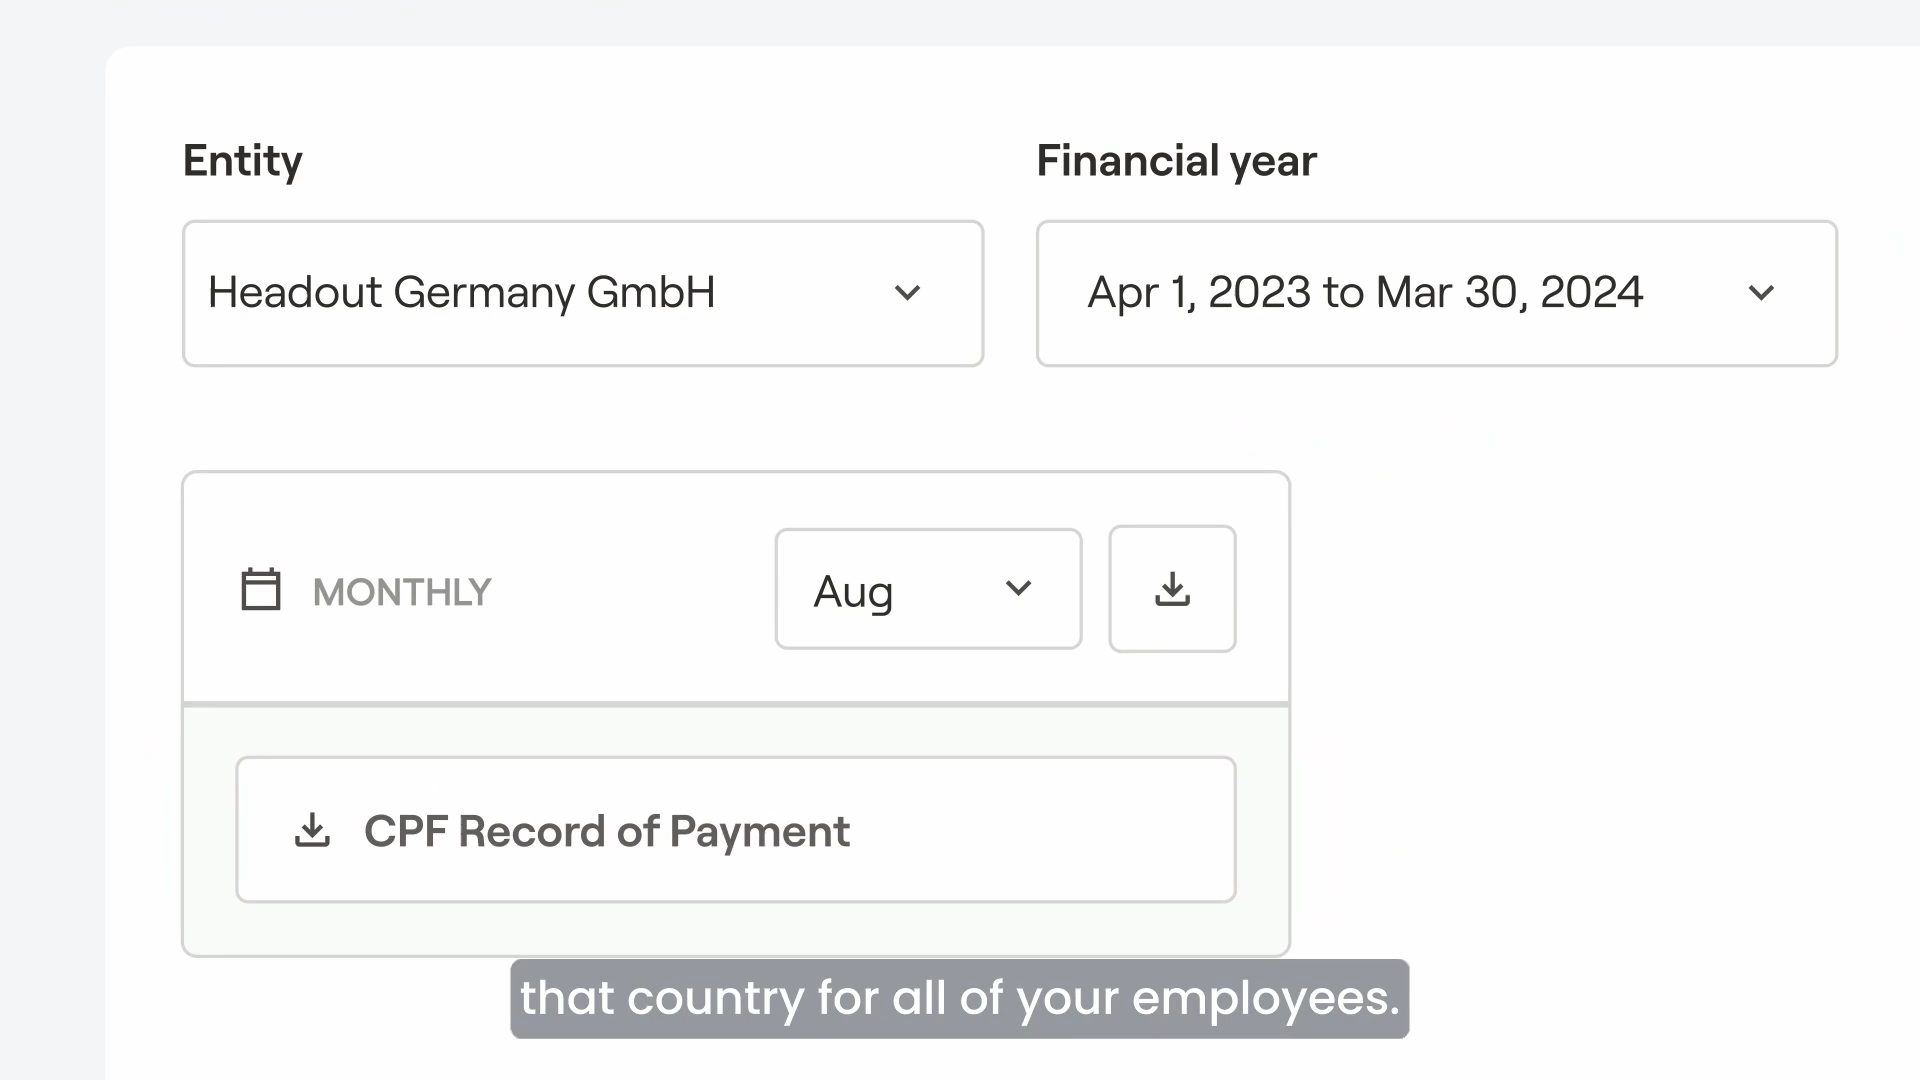 Entity
Financial year
Headout Germany GmbH
Apr 1, 2023 to Mar 30, 2024
MONTHLY
Aug
CPF Record of Payment
that country for all of your employees.